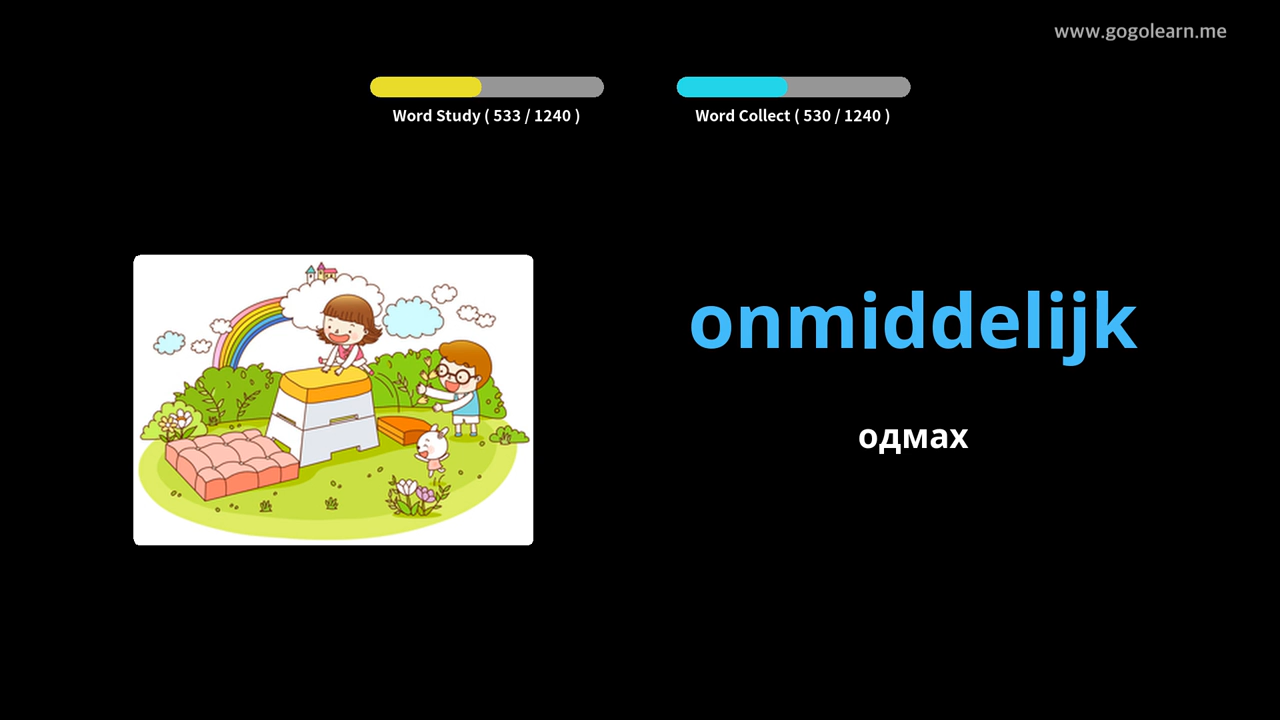 www.gogolearn.me
Word Study ( 533 / 1240 )
Word Collect ( 530 / 1240 )
onmiddelijk
одмах